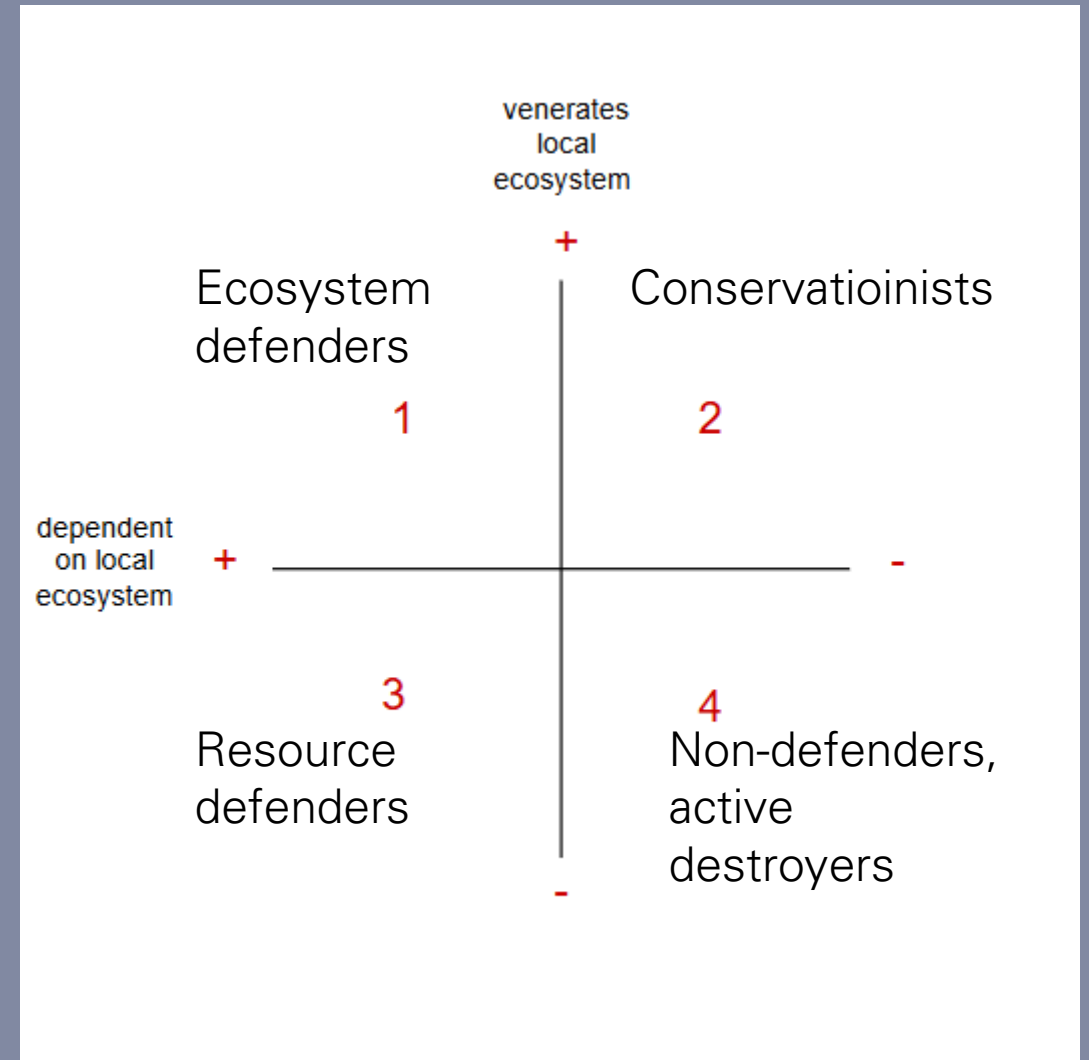 venerates
local
ecosystem
+
Ecosystem
defenders
Conservatioinists
1
2
dependent
on local
ecosystem
+
-
3
4
Resource
defenders
Non-defenders,
active
destroyers
-